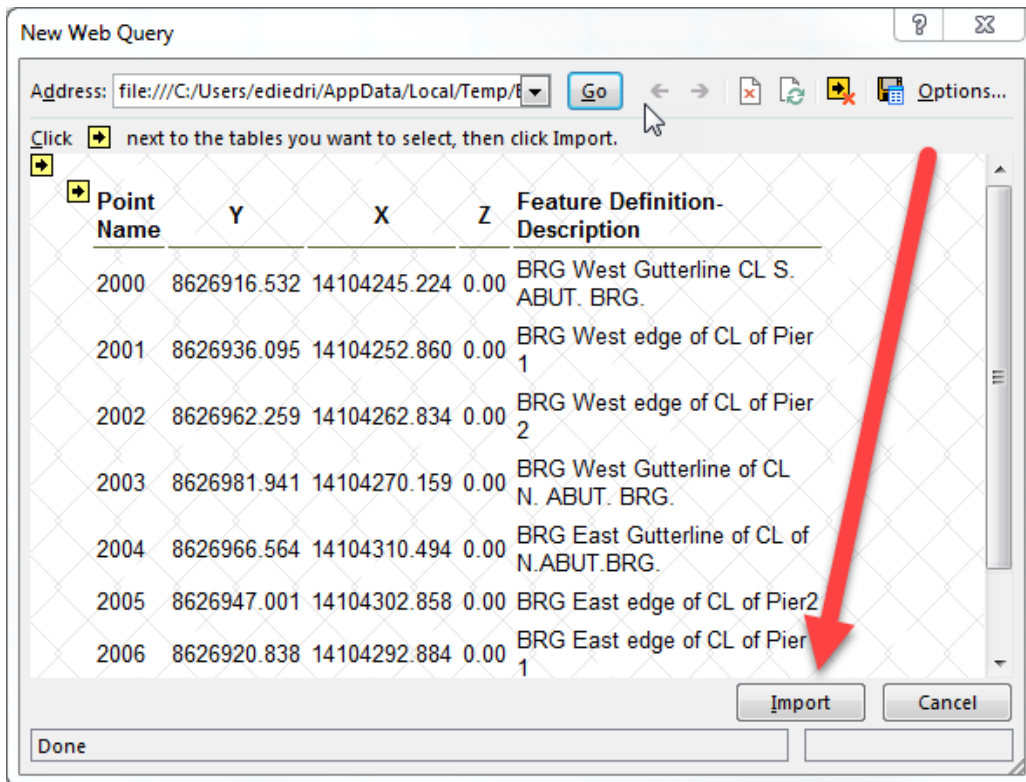 New Web Query
Address: file:///C:/Users/ediedri/AppData/Local/Temp/E Go Options...
Click next to the tables you want to select, then click Import.
Point Name Y X Z Feature Definition-Description
2000 8626916.532 14104245.224 0.00 BRG West Gutterline CL S.
ABUT. BRG.
2001 8626936.095 14104252.860 0.00 BRG West edge of CL of Pier
1
2002 8626962.259 14104262.834 0.00 BRG West edge of CL of Pier
2
2003 8626981.941 14104270.159 0.00 BRG West Gutterline of CL
N. ABUT. BRG.
2004 8626966.564 14104310.494 0.00 BRG East Gutterline of CL of
N.ABUT.BRG.
2005 8626947.001 14104302.858 0.00 BRG East edge of CL of Pier2
2006 8626920.838 14104292.884 0.00 BRG East edge of CL of Pier
1
Import Cancel
Done